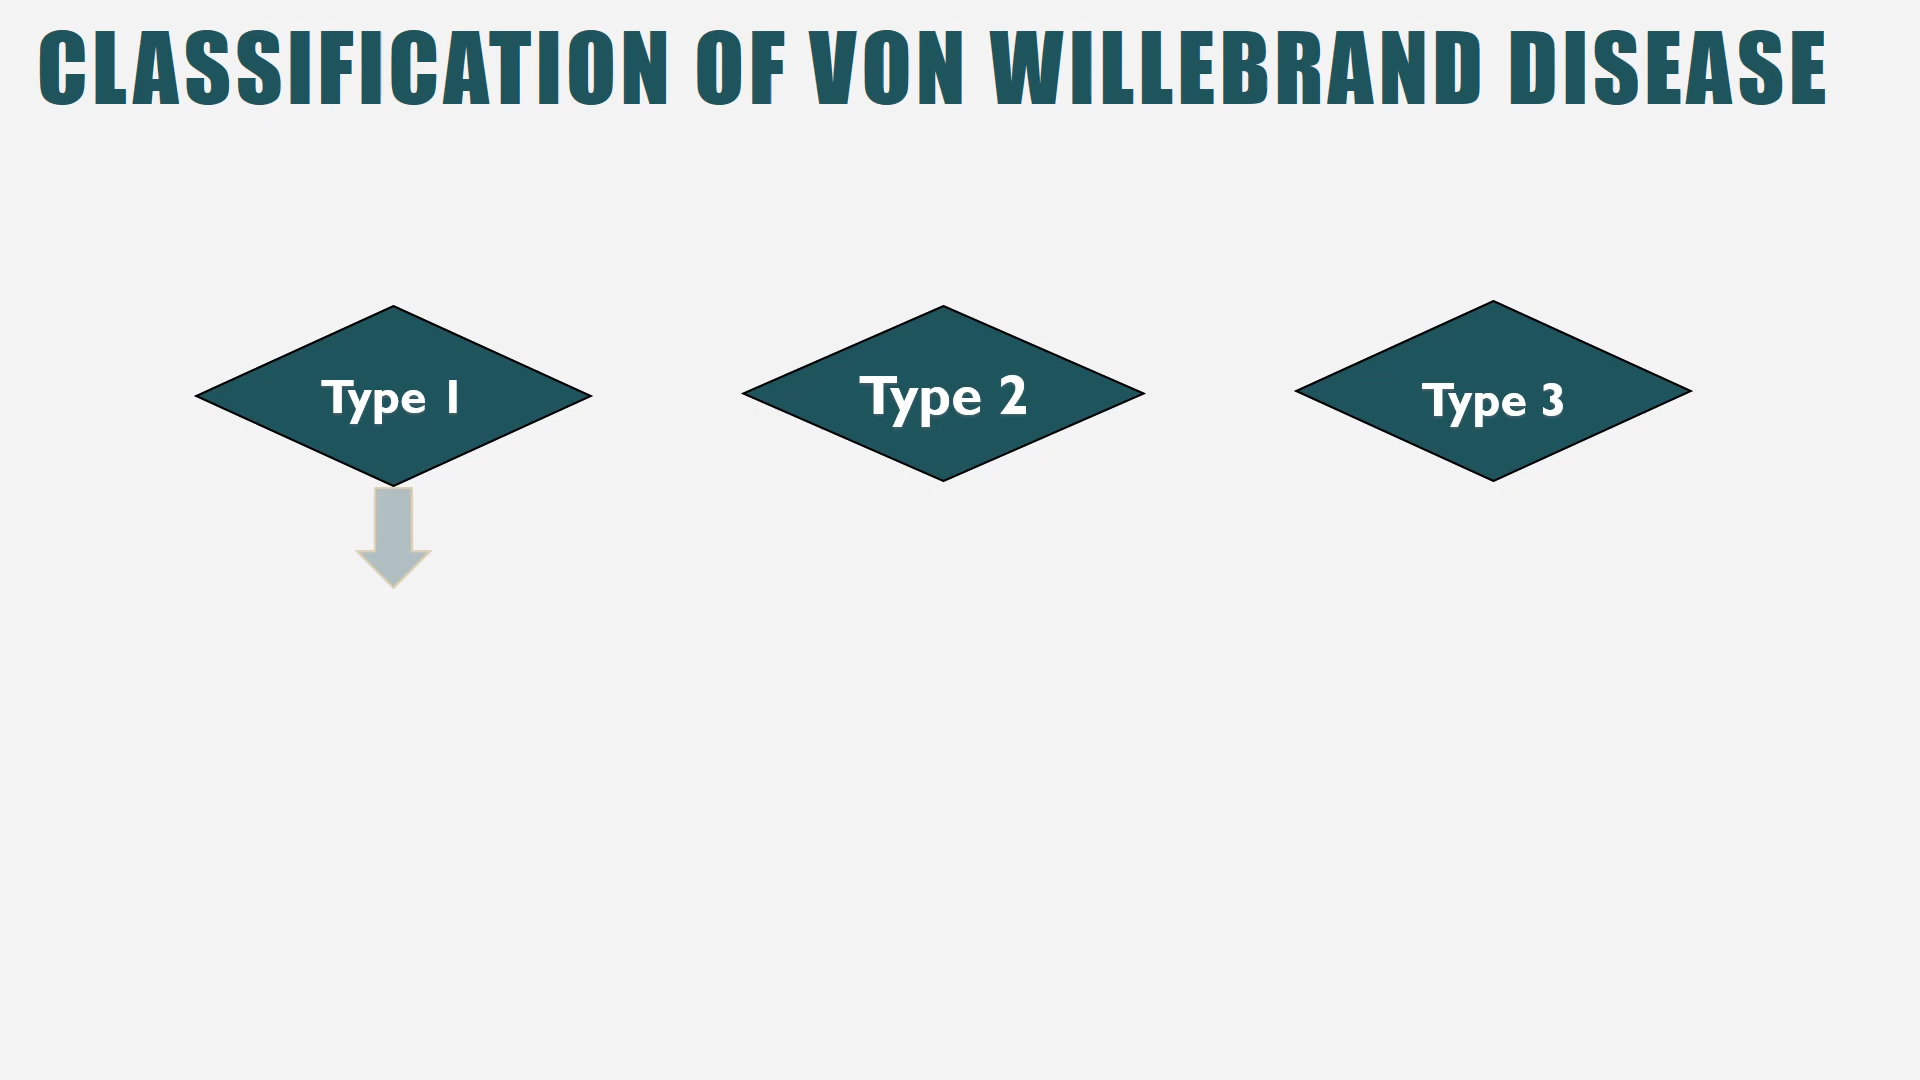 CLASSIFICATION OF VON WILLEBRAND DISEASE
Type 1
Type 2
Type 3